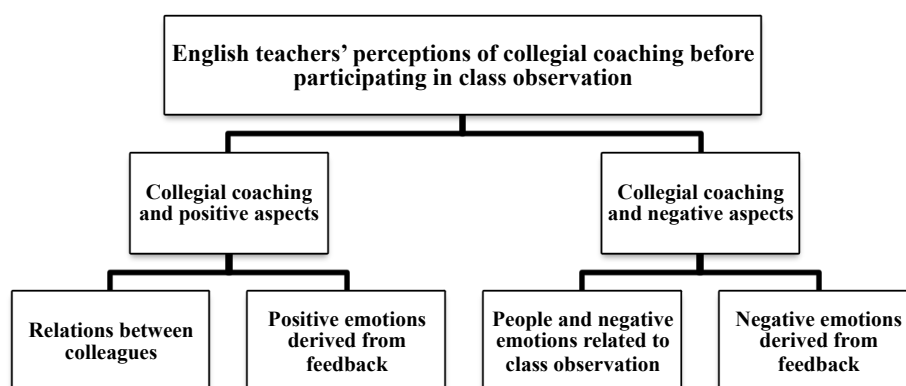 English teachers’ perceptions of collegial coaching before
participating in class observation
Collegial coaching
and positive aspects
Collegial coaching
and negative aspects
Relations between
colleagues
Positive emotions
derived from
feedback
People and negative
emotions related to
class observation
Negative emotions
derived from
feedback